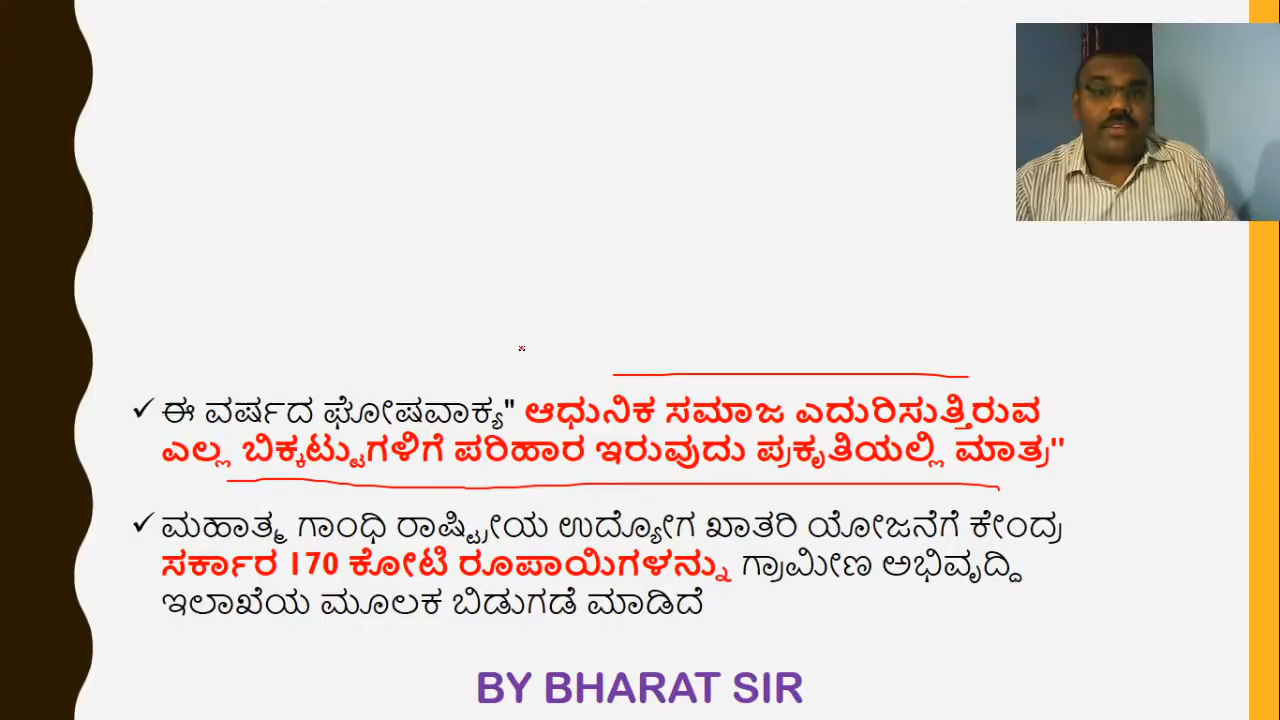 ಈ ವರ್ಷದ ಘೋಷವಾಕ್ಯ" ಆಧುನಿಕ ಸಮಾಜ ಎದುರಿಸುತ್ತಿರುವ
ಎಲ್ಲ ಬಿಕ್ಕಟ್ಟುಗಳಿಗೆ ಪರಿಹಾರ ಇರುವುದು ಪ್ರಕೃತಿಯಲ್ಲಿ ಮಾತ್ರ"
ಮಹಾತ್ಮ ಗಾಂಧಿ ರಾಷ್ಟ್ರೀಯ ಉದ್ಯೋಗ ಖಾತರಿ ಯೋಜನೆಗೆ ಕೇಂದ್ರ
ಸರ್ಕಾರ 170 ಕೋಟಿ ರೂಪಾಯಿಗಳನ್ನು ಗ್ರಾಮೀಣ ಅಭಿವೃದ್ದಿ
ಇಲಾಖೆಯ ಮೂಲಕ ಬಿಡುಗಡೆ ಮಾಡಿದೆ
BY BHARAT SIR